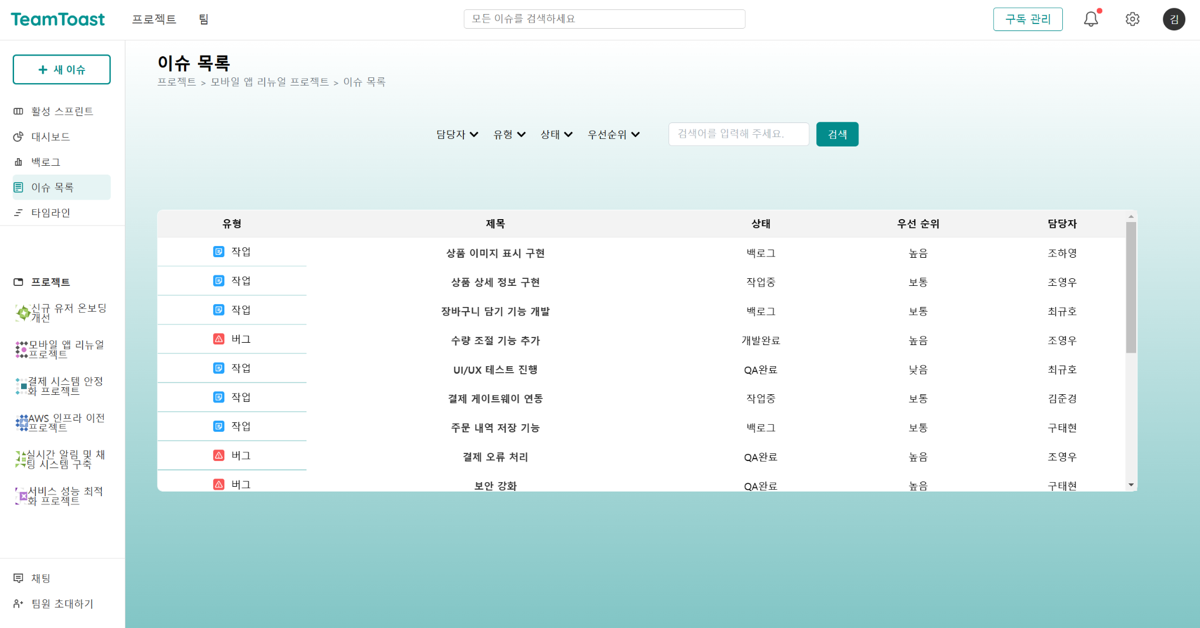 TeamToast 프로젝트 팀 모든 이슈를 검색하세요 구독 관리 김
+ 새 이슈
활성 스프린트
대시보드
백로그
이슈 목록
타임라인
프로젝트
신규 유저 온보딩
개선
모바일 앱 리뉴얼
프로젝트
결제 시스템 안정
화 프로젝트
AWS 인프라 이전
프로젝트
실시간 알림 및 채
팅 시스템 구축
서비스 성능 최적
화 프로젝트
채팅
팀원 초대하기
이슈 목록
프로젝트 > 모바일 앱 리뉴얼 프로젝트 > 이슈 목록
담당자 유형 상태 우선순위 검색어를 입력해 주세요. 검색
유형 제목 상태 우선 순위 담당자
작업 상품 이미지 표시 구현 백로그 높음 조하영
작업 상품 상세 정보 구현 작업중 보통 조영우
작업 장바구니 담기 기능 개발 백로그 보통 최규호
버그 수량 조절 기능 추가 개발완료 높음 조영우
작업 UI/UX 테스트 진행 QA완료 낮음 최규호
작업 결제 게이트웨이 연동 작업중 보통 김준경
작업 주문 내역 저장 기능 백로그 보통 구태현
버그 결제 오류 처리 QA완료 높음 조영우
버그 보안 강화 QA완료 높음 구태현